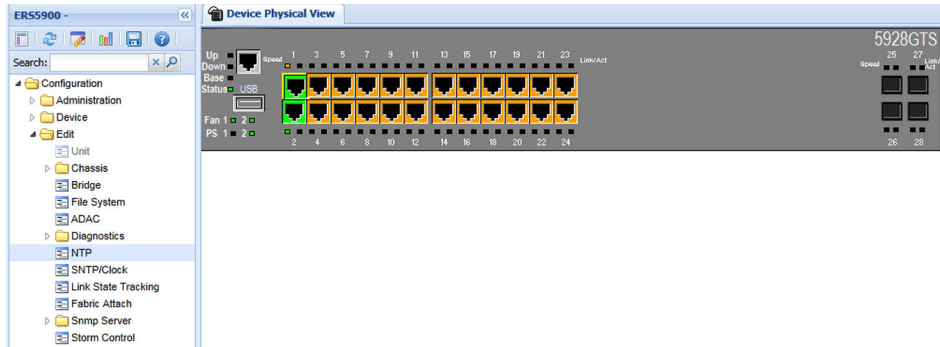 ERS5900 -
Search:
Configuration
Administration
Device
Edit
Unit
Chassis
Bridge
File System
ADAC
Diagnostics
NTP
SNTP/Clock
Link State Tracking
Fabric Attach
Snmp Server
Storm Control
Device Physical View
5928GTS
Up
Down
Base
Status
USB
Fan 1 2
PS 1 2
Speed 1 3 5 7 9 11 13 15 17 19 21 23 Link/Act
2 4 6 8 10 12 14 16 18 20 22 24
25 27
Speed Link/Act
26 28